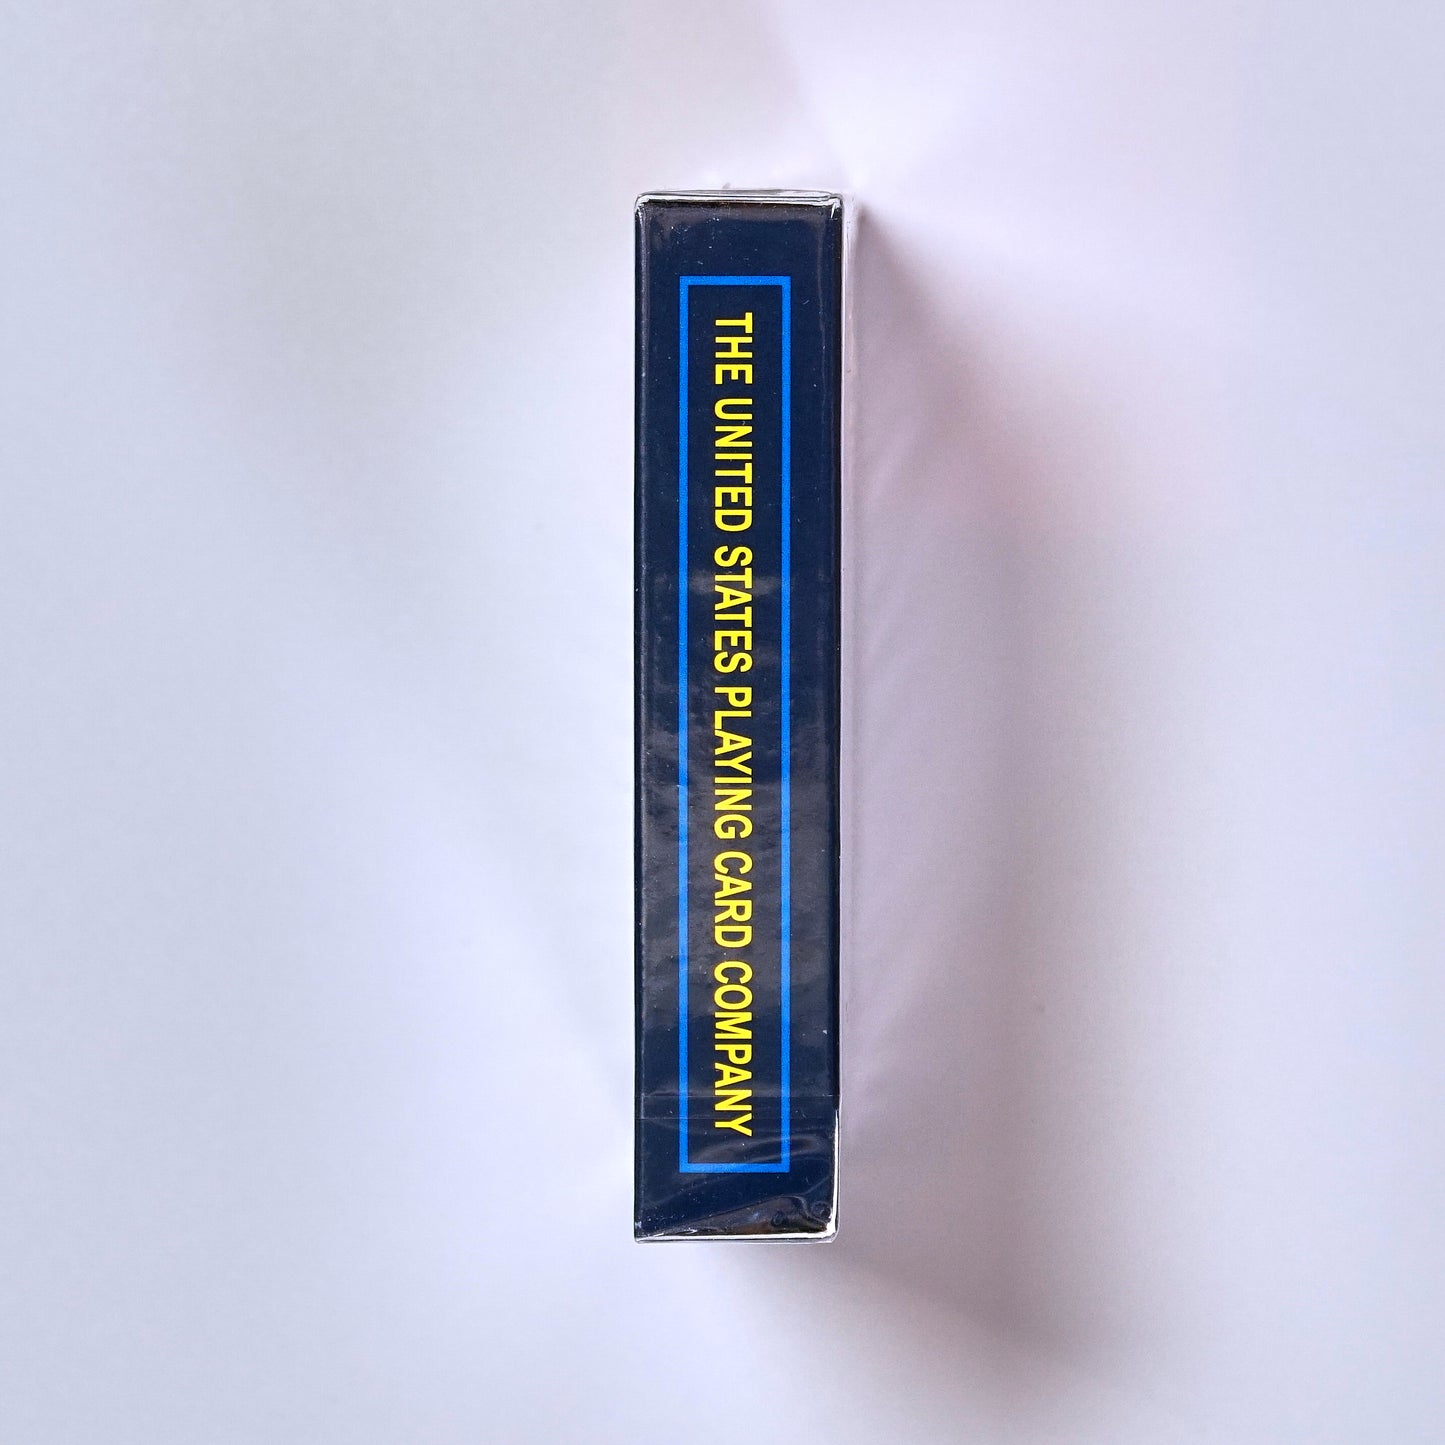 THE UNITED STATES PLAYING CARD COMPANY